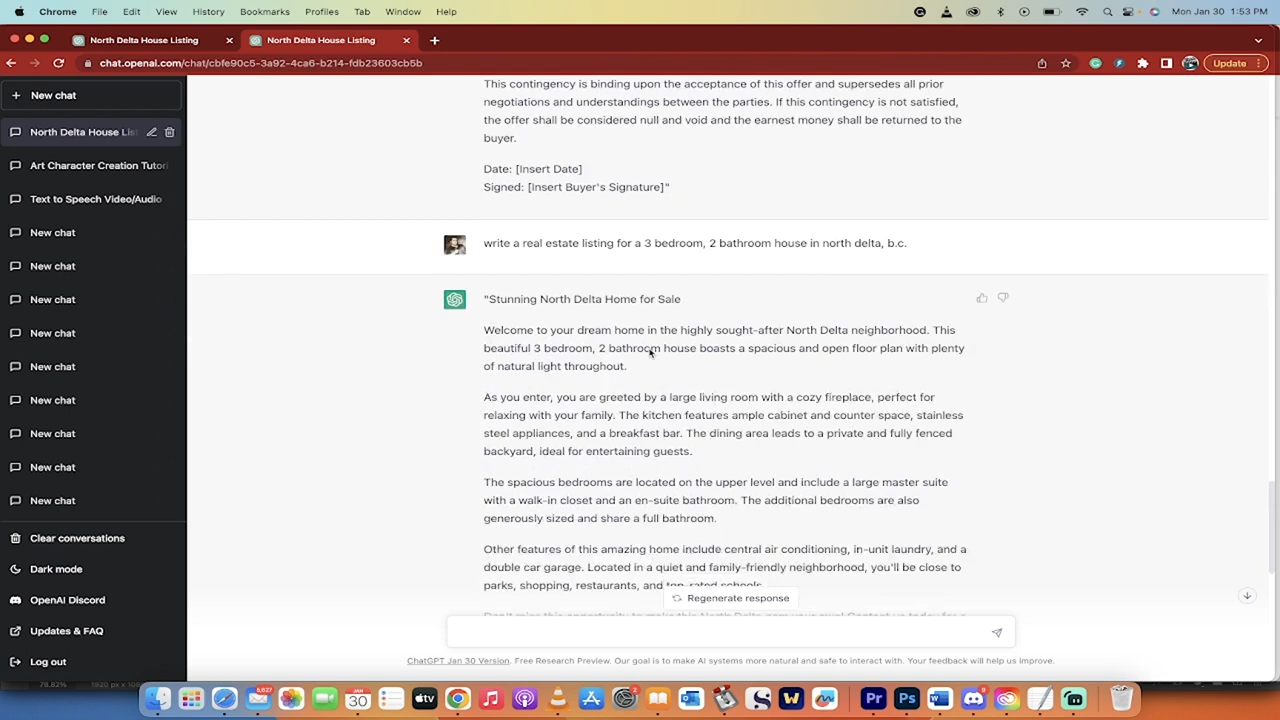 Chrome File Edit View History Bookmarks Profiles Tab Window Help Mon Jan 30 1:53 PM
North Delta House Listing North Delta House Listing
chat.openai.com/chat/cbfe90c5-3a92-4ca6-b214-fdb23603cb5b Update
New chat
North Delta House List
Art Character Creation Tutori
Text to Speech Video/Audio
New chat
New chat
New chat
New chat
New chat
New chat
New chat
New chat
New chat
Clear conversations
Dark mode
OpenAI Discord
Updates & FAQ
Log out
This contingency is binding upon the acceptance of this offer and supersedes all prior
negotiations and understandings between the parties. If this contingency is not satisfied,
the offer shall be considered null and void and the earnest money shall be returned to the
buyer.
Date: [Insert Date]
Signed: [Insert Buyer's Signature]"
write a real estate listing for a 3 bedroom, 2 bathroom house in north delta, b.c.
"Stunning North Delta Home for Sale
Welcome to your dream home in the highly sought-after North Delta neighborhood. This
beautiful 3 bedroom, 2 bathroom house boasts a spacious and open floor plan with plenty
of natural light throughout.
As you enter, you are greeted by a large living room with a cozy fireplace, perfect for
relaxing with your family. The kitchen features ample cabinet and counter space, stainless
steel appliances, and a breakfast bar. The dining area leads to a private and fully fenced
backyard, ideal for entertaining guests.
The spacious bedrooms are located on the upper level and include a large master suite
with a walk-in closet and an en-suite bathroom. The additional bedrooms are also
generously sized and share a full bathroom.
Other features of this amazing home include central air conditioning, in-unit laundry, and a
double car garage. Located in a quiet and family-friendly neighborhood, you'll be close to
parks, shopping, restaurants, and top-rated schools.
Regenerate response
ChatGPT Jan 30 Version. Free Research Preview. Our goal is to make AI systems more natural and safe to interact with. Your feedback will help us improve.
78.82%